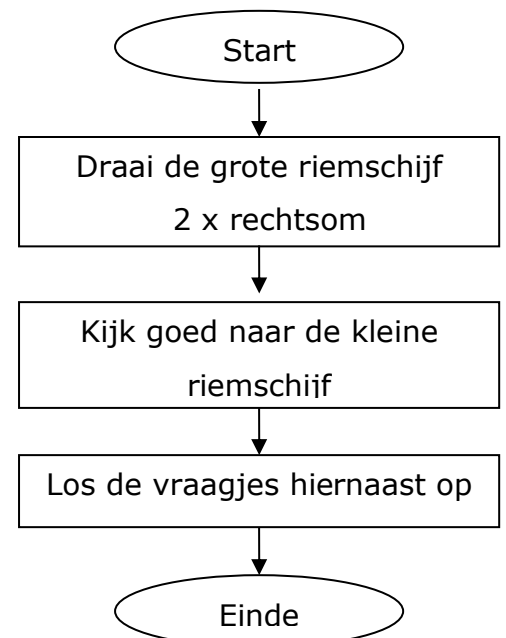 Start
Draai de grote riemschijf
2 x rechtsom
Kijk goed naar de kleine
riemschijf
Los de vraagjes hiernaast op
Einde